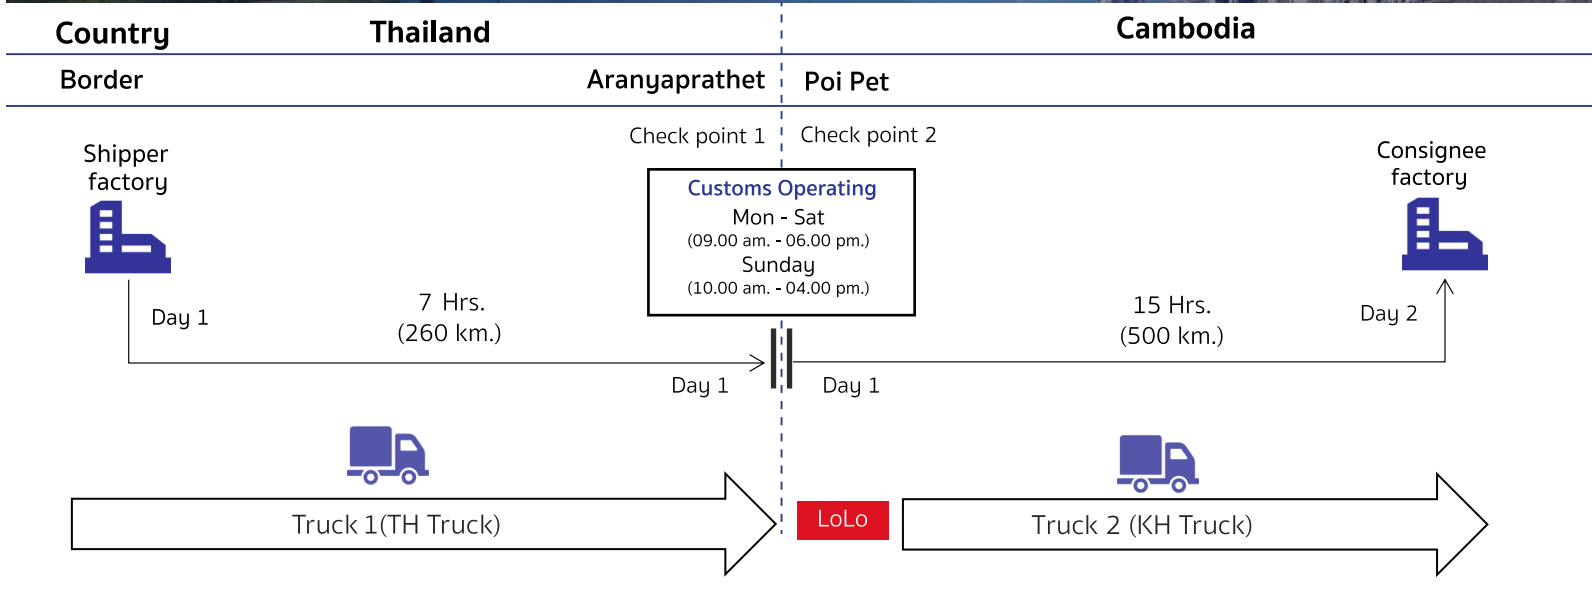 Country
Thailand
Cambodia
Border
Aranyaprathet
Poi Pet
Check point 1
Check point 2
Shipper
factory
Customs Operating
Mon - Sat
(09.00 am. - 06.00 pm.)
Sunday
(10.00 am. - 04.00 pm.)
Consignee
factory
Day 1
7 Hrs.
(260 km.)
15 Hrs.
(500 km.)
Day 2
Day 1
Day 1
Truck 1(TH Truck)
LoLo
Truck 2 (KH Truck)